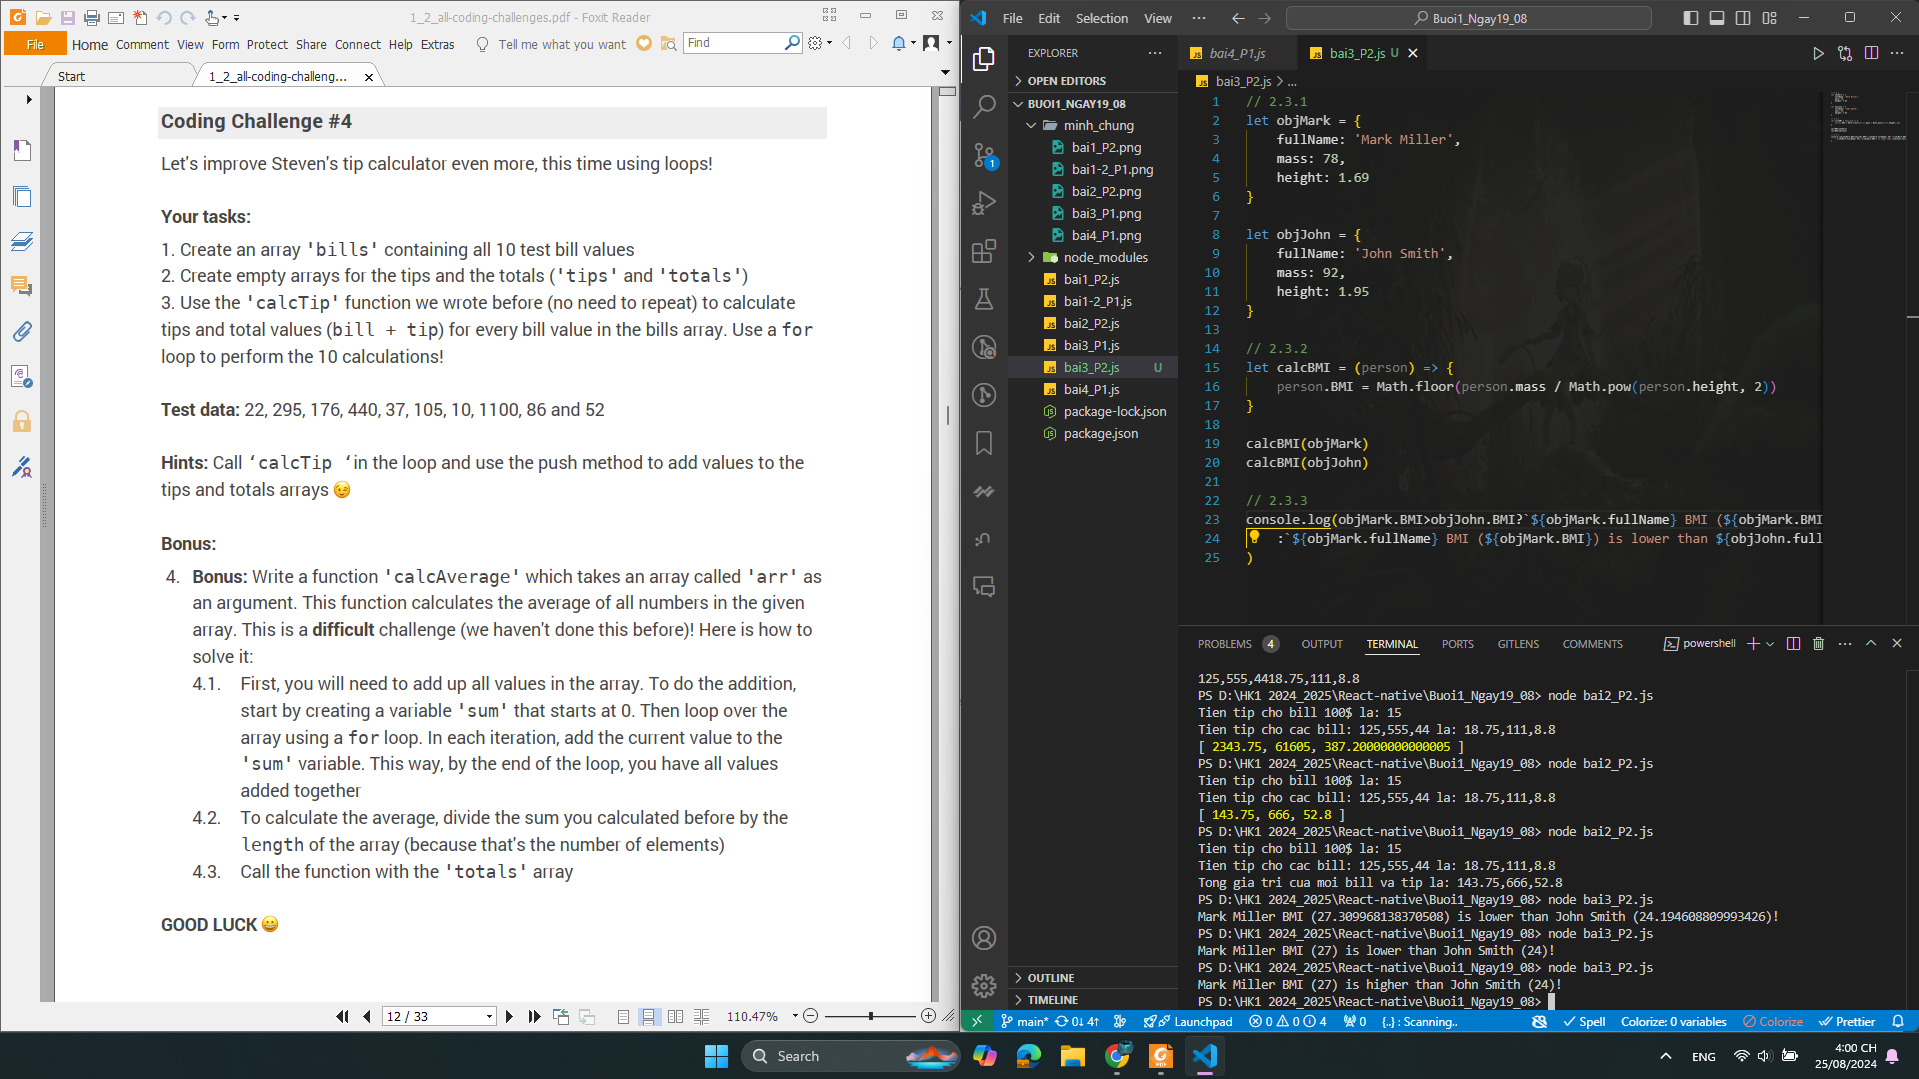 1_2_all-coding-challenges.pdf - Foxit Reader
File Home Comment View Form Protect Share Connect Help Extras Tell me what you want Find
Start 1_2_all-coding-challeng...
Coding Challenge #4
Let's improve Steven's tip calculator even more, this time using loops!
Your tasks:
1. Create an array 'bills' containing all 10 test bill values
2. Create empty arrays for the tips and the totals ('tips' and 'totals')
3. Use the 'calcTip' function we wrote before (no need to repeat) to calculate
tips and total values (bill + tip) for every bill value in the bills array. Use a for
loop to perform the 10 calculations!
Test data: 22, 295, 176, 440, 37, 105, 10, 1100, 86 and 52
Hints: Call ‘calcTip ‘in the loop and use the push method to add values to the
tips and totals arrays 😉
Bonus:
4. Bonus: Write a function 'calcAverage' which takes an array called 'arr' as
an argument. This function calculates the average of all numbers in the given
array. This is a difficult challenge (we haven't done this before)! Here is how to
solve it:
4.1. First, you will need to add up all values in the array. To do the addition,
start by creating a variable 'sum' that starts at 0. Then loop over the
array using a for loop. In each iteration, add the current value to the
'sum' variable. This way, by the end of the loop, you have all values
added together
4.2. To calculate the average, divide the sum you calculated before by the
length of the array (because that's the number of elements)
4.3. Call the function with the 'totals' array
GOOD LUCK 😀
12 / 33 110.47%
File Edit Selection View ... Buoi1_Ngay19_08
EXPLORER ...
OPEN EDITORS
BUOI1_NGAY19_08
minh_chung
bai1_P2.png
bai1-2_P1.png
bai2_P2.png
bai3_P1.png
bai4_P1.png
node_modules
bai1_P2.js
bai1-2_P1.js
bai2_P2.js
bai3_P1.js
bai3_P2.js U
bai4_P1.js
package-lock.json
package.json
OUTLINE
TIMELINE
1
bai4_P1.js bai3_P2.js U
bai3_P2.js > ...
1 // 2.3.1
2 let objMark = {
3 fullName: 'Mark Miller',
4 mass: 78,
5 height: 1.69
6 }
7
8 let objJohn = {
9 fullName: 'John Smith',
10 mass: 92,
11 height: 1.95
12 }
13
14 // 2.3.2
15 let calcBMI = (person) => {
16 person.BMI = Math.floor(person.mass / Math.pow(person.height, 2))
17 }
18
19 calcBMI(objMark)
20 calcBMI(objJohn)
21
22 // 2.3.3
23 console.log(objMark.BMI>objJohn.BMI?`${objMark.fullName} BMI (${objMark.BMI
24 :`${objMark.fullName} BMI (${objMark.BMI}) is lower than ${objJohn.full
25 )
PROBLEMS 4 OUTPUT TERMINAL PORTS GITLENS COMMENTS powershell
125,555,4418.75,111,8.8
PS D:\HK1 2024_2025\React-native\Buoi1_Ngay19_08> node bai2_P2.js
Tien tip cho bill 100$ la: 15
Tien tip cho cac bill: 125,555,44 la: 18.75,111,8.8
[ 2343.75, 61605, 387.20000000000005 ]
PS D:\HK1 2024_2025\React-native\Buoi1_Ngay19_08> node bai2_P2.js
Tien tip cho bill 100$ la: 15
Tien tip cho cac bill: 125,555,44 la: 18.75,111,8.8
[ 143.75, 666, 52.8 ]
PS D:\HK1 2024_2025\React-native\Buoi1_Ngay19_08> node bai2_P2.js
Tien tip cho bill 100$ la: 15
Tien tip cho cac bill: 125,555,44 la: 18.75,111,8.8
Tong gia tri cua moi bill va tip la: 143.75,666,52.8
PS D:\HK1 2024_2025\React-native\Buoi1_Ngay19_08> node bai3_P2.js
Mark Miller BMI (27.309968138370508) is lower than John Smith (24.194608809993426)!
PS D:\HK1 2024_2025\React-native\Buoi1_Ngay19_08> node bai3_P2.js
Mark Miller BMI (27) is lower than John Smith (24)!
PS D:\HK1 2024_2025\React-native\Buoi1_Ngay19_08> node bai3_P2.js
Mark Miller BMI (27) is higher than John Smith (24)!
PS D:\HK1 2024_2025\React-native\Buoi1_Ngay19_08>
main* 0↓ 4↑ Launchpad 0 0 4 0 {..} : Scanning.. Spell Colorize: 0 variables Colorize Prettier
Search ENG 4:00 CH
25/08/2024